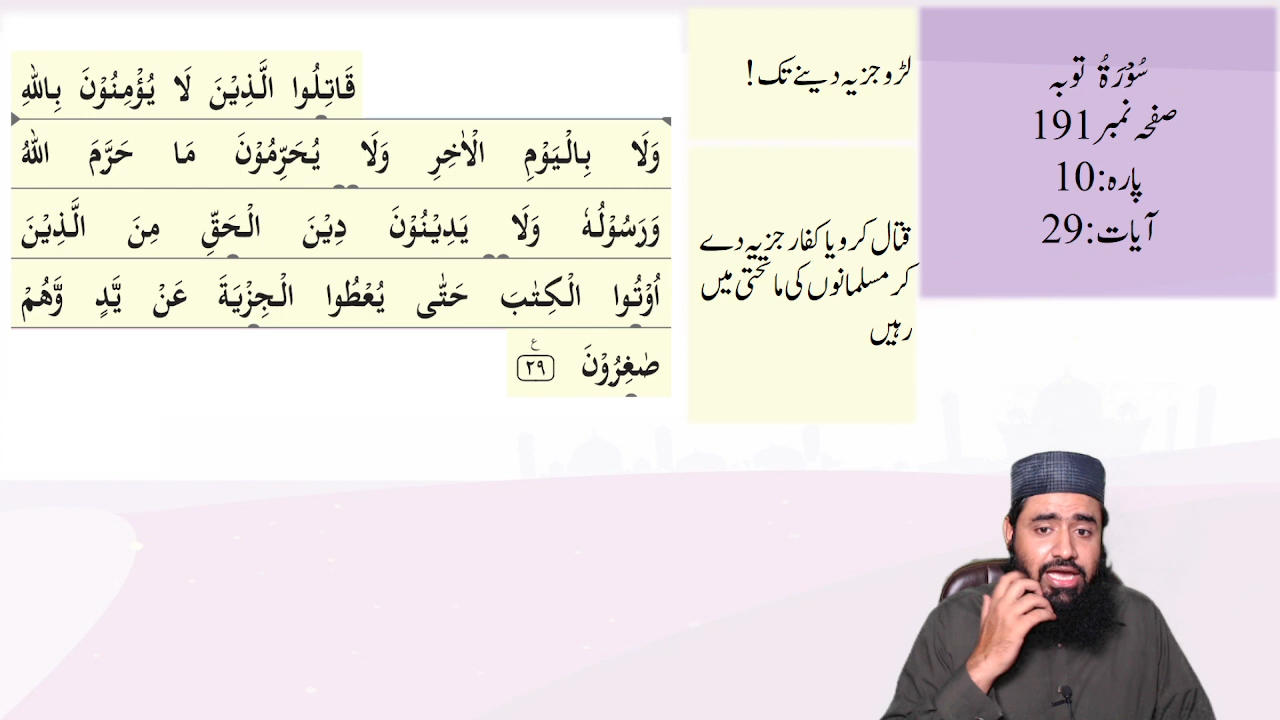 سُوْرَةُ توبہ
صفحہ نمبر 191
پارہ:10
آیات:29
لڑو جزیہ دینے تک!
قتال کرو یا کفار جزیہ دے
کر مسلمانوں کی ماتحتی میں
رہیں
قَاتِلُوا الَّذِيْنَ لَا يُؤْمِنُوْنَ بِاللّٰهِ
وَلَا بِالْيَوْمِ الْاٰخِرِ وَلَا يُحَرِّمُوْنَ مَا حَرَّمَ اللّٰهُ
وَرَسُوْلُهٗ وَلَا يَدِيْنُوْنَ دِيْنَ الْحَقِّ مِنَ الَّذِيْنَ
اُوْتُوا الْكِتٰبَ حَتّٰى يُعْطُوا الْجِزْيَةَ عَنْ يَّدٍ وَّهُمْ
صٰغِرُوْنَ ع ٢٩